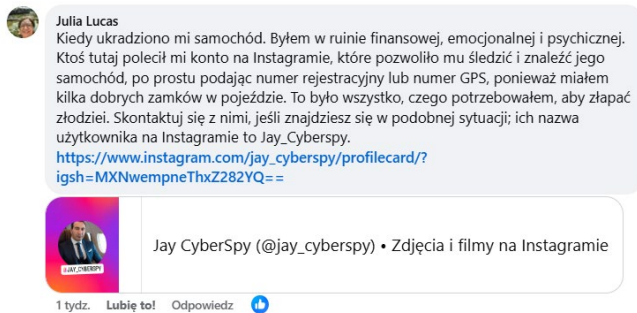 Julia Lucas
Kiedy ukradziono mi samochód. Byłem w ruinie finansowej, emocjonalnej i psychicznej.
Ktoś tutaj polecił mi konto na Instagramie, które pozwoliło mu śledzić i znaleźć jego
samochód, po prostu podając numer rejestracyjny lub numer GPS, ponieważ miałem
kilka dobrych zamków w pojeździe. To było wszystko, czego potrzebowałem, aby złapać
złodziei. Skontaktuj się z nimi, jeśli znajdziesz się w podobnej sytuacji; ich nazwa
użytkownika na Instagramie to Jay_Cyberspy.
https://www.instagram.com/jay_cyberspy/profilecard/?
igsh=MXNwempneThxZ282YQ==
@JAY_CYBERSPY
Jay CyberSpy (@jay_cyberspy) • Zdjęcia i filmy na Instagramie
1 tydz. Lubię to! Odpowiedz